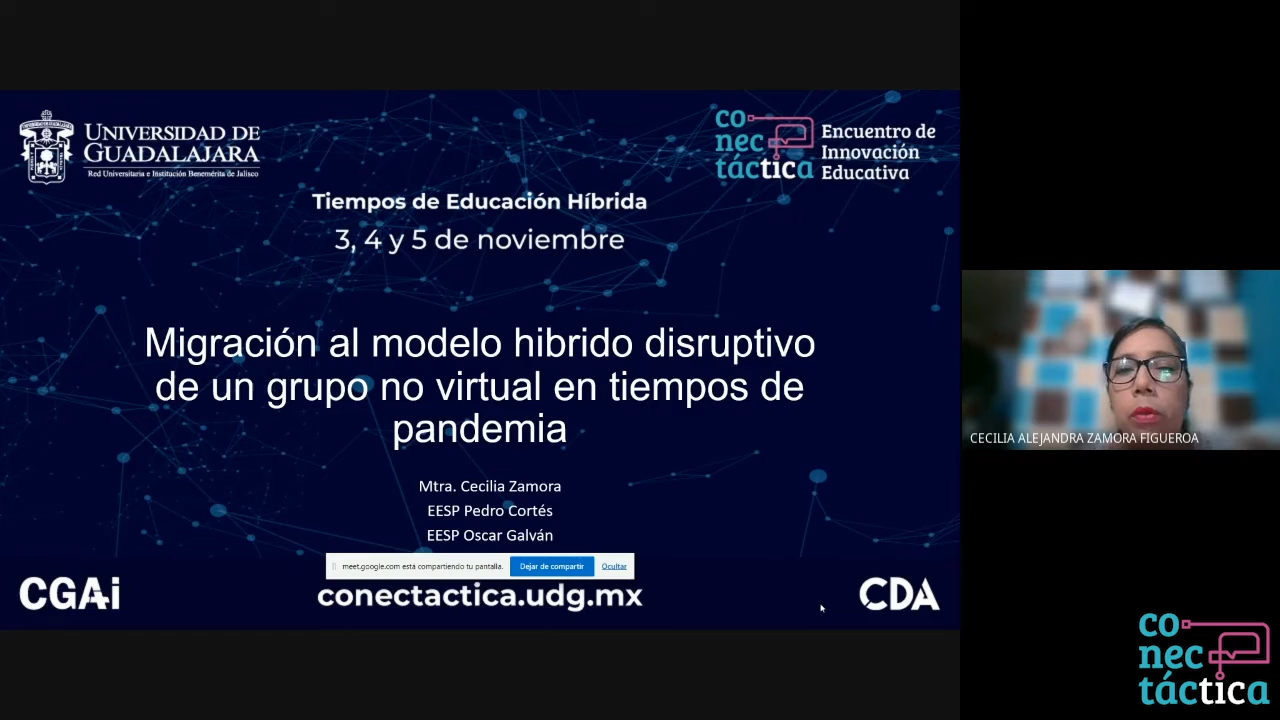 UNIVERSIDAD DE
GUADALAJARA
Red Universitaria e Institución Benemérita de Jalisco
co
nec
táctica
Encuentro de
Innovación
Educativa
Tiempos de Educación Híbrida
3, 4 y 5 de noviembre
Migración al modelo hibrido disruptivo
de un grupo no virtual en tiempos de
pandemia
Mtra. Cecilia Zamora
EESP Pedro Cortés
EESP Oscar Galván
meet.google.com está compartiendo tu pantalla.
Dejar de compartir
Ocultar
CGAi
conectactica.udg.mx
CDA
CECILIA ALEJANDRA ZAMORA FIGUEROA
co
nec
táctica